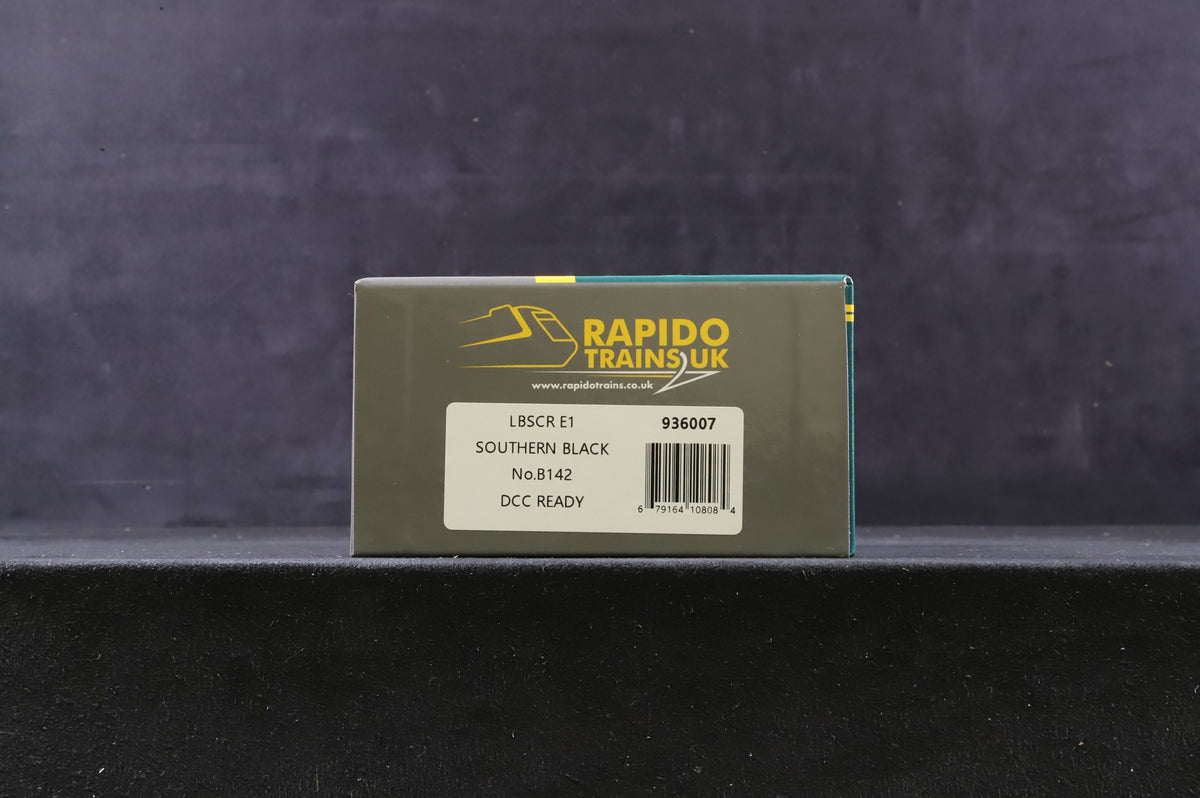 RAPIDO
TRAINS UK
www.rapidotrains.co.uk
LBSCR E1
SOUTHERN BLACK
No.B142
DCC READY
936007
6 79164 10808 4